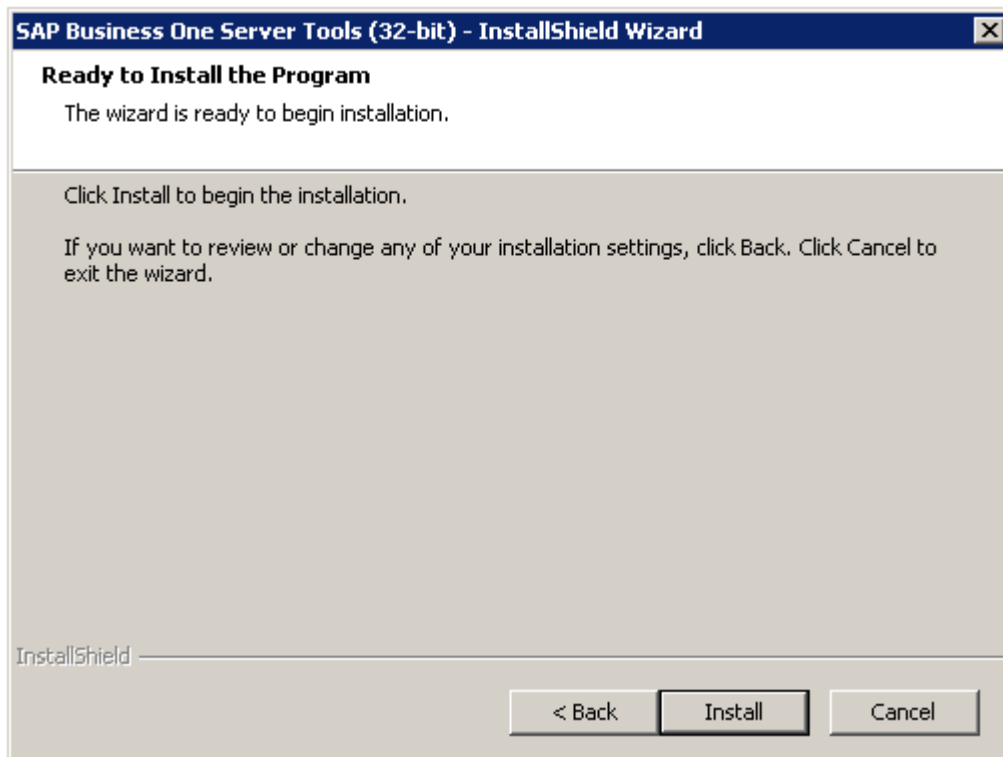 SAP Business One Server Tools (32-bit) - InstallShield Wizard
Ready to Install the Program
The wizard is ready to begin installation.
Click Install to begin the installation.
If you want to review or change any of your installation settings, click Back. Click Cancel to
exit the wizard.
InstallShield
< Back Install Cancel